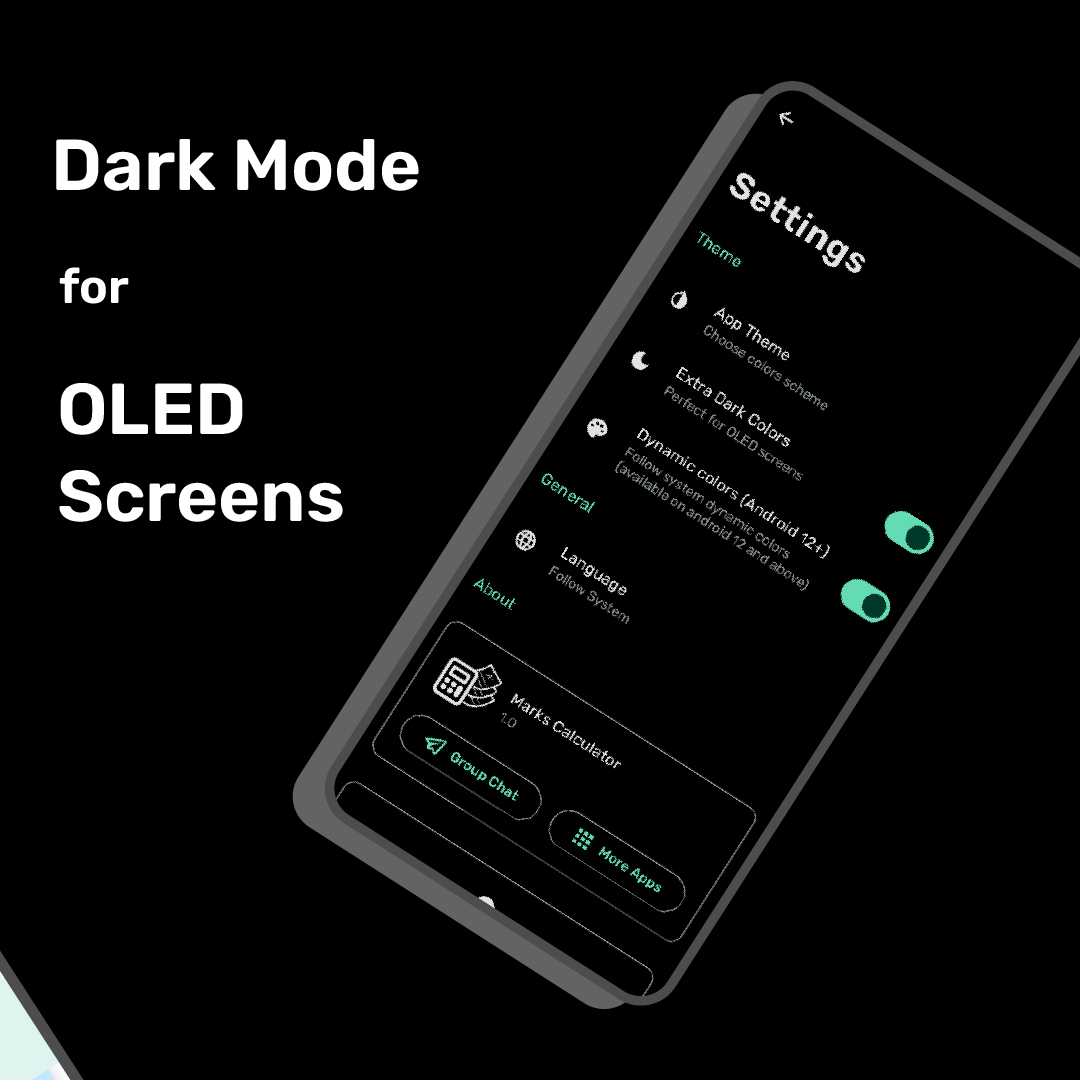 Dark Mode
for
OLED
Screens
Settings
Theme
App Theme
Choose colors scheme
Extra Dark Colors
Perfect for OLED screens
Dynamic colors (Android 12+)
Follow system dynamic colors
(available on android 12 and above)
General
Language
Follow System
About
Marks Calculator
1.0
Group Chat
More Apps